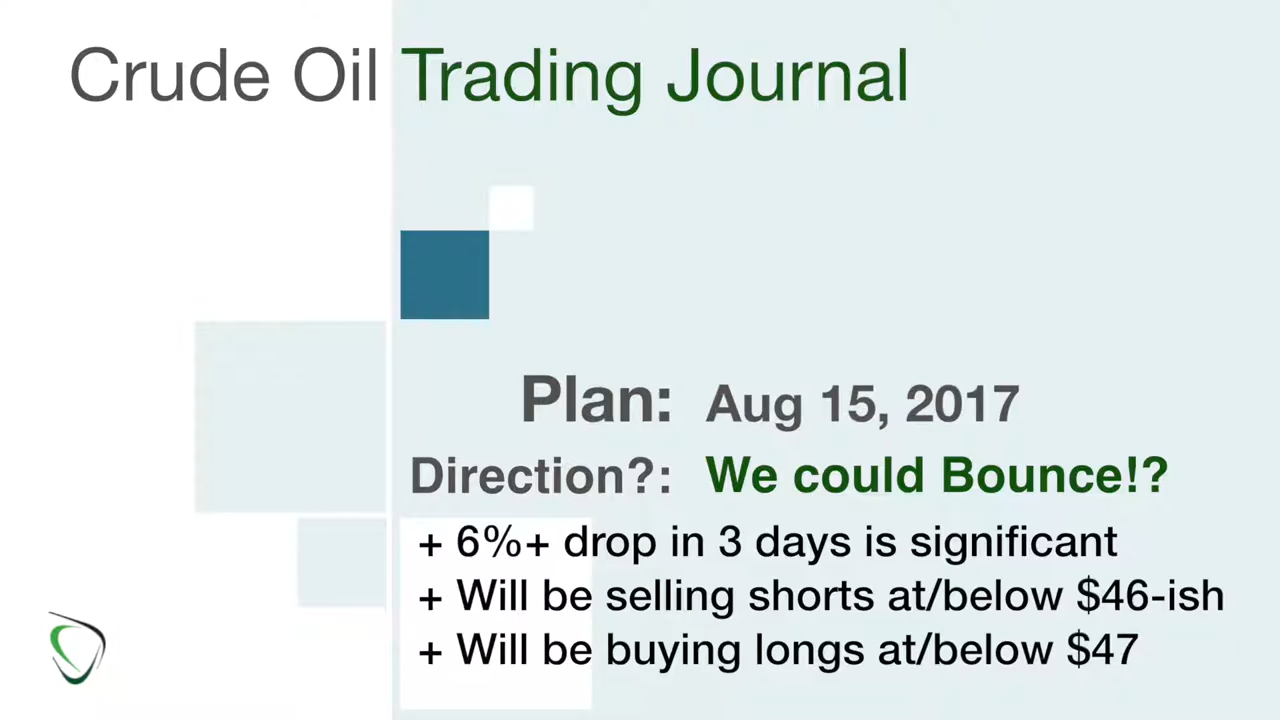 Crude Oil Trading Journal
Plan: Aug 15, 2017
Direction?: We could Bounce!?
+ 6%+ drop in 3 days is significant
+ Will be selling shorts at/below $46-ish
+ Will be buying longs at/below $47